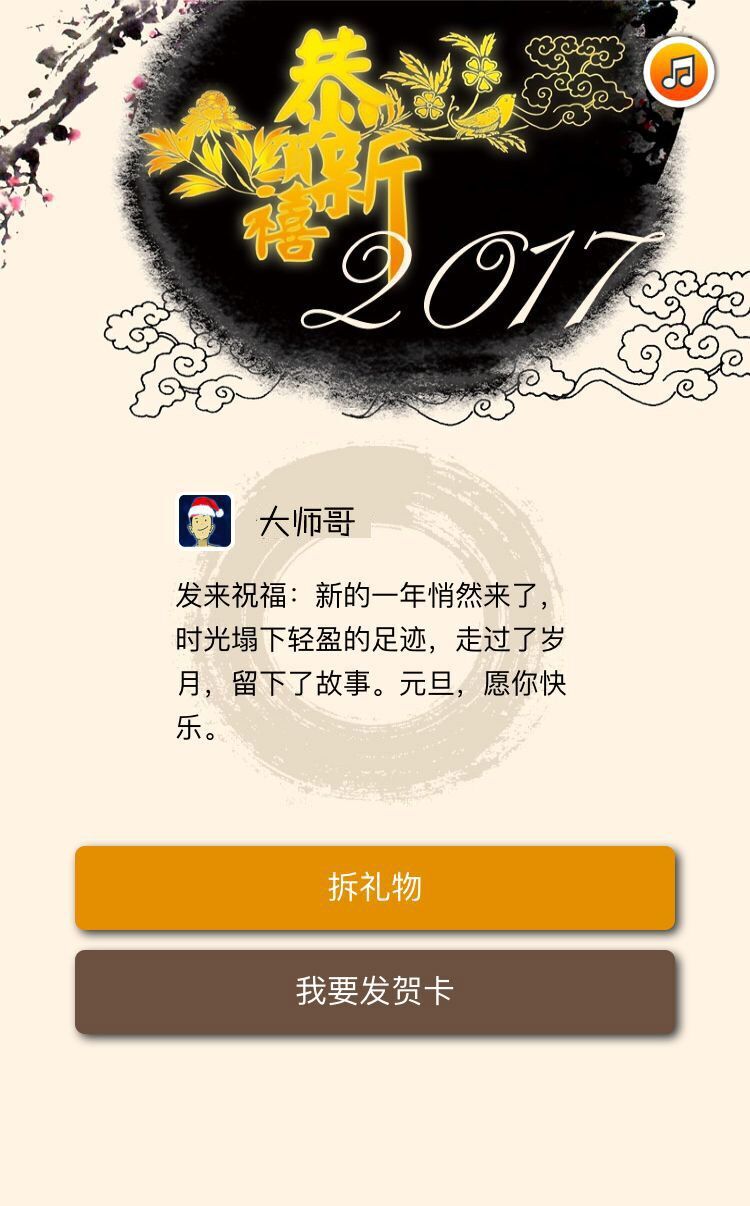 恭贺新禧
2017
大师哥
发来祝福：新的一年悄然来了，
时光塌下轻盈的足迹，走过了岁
月，留下了故事。元旦，愿你快
乐。
拆礼物
我要发贺卡